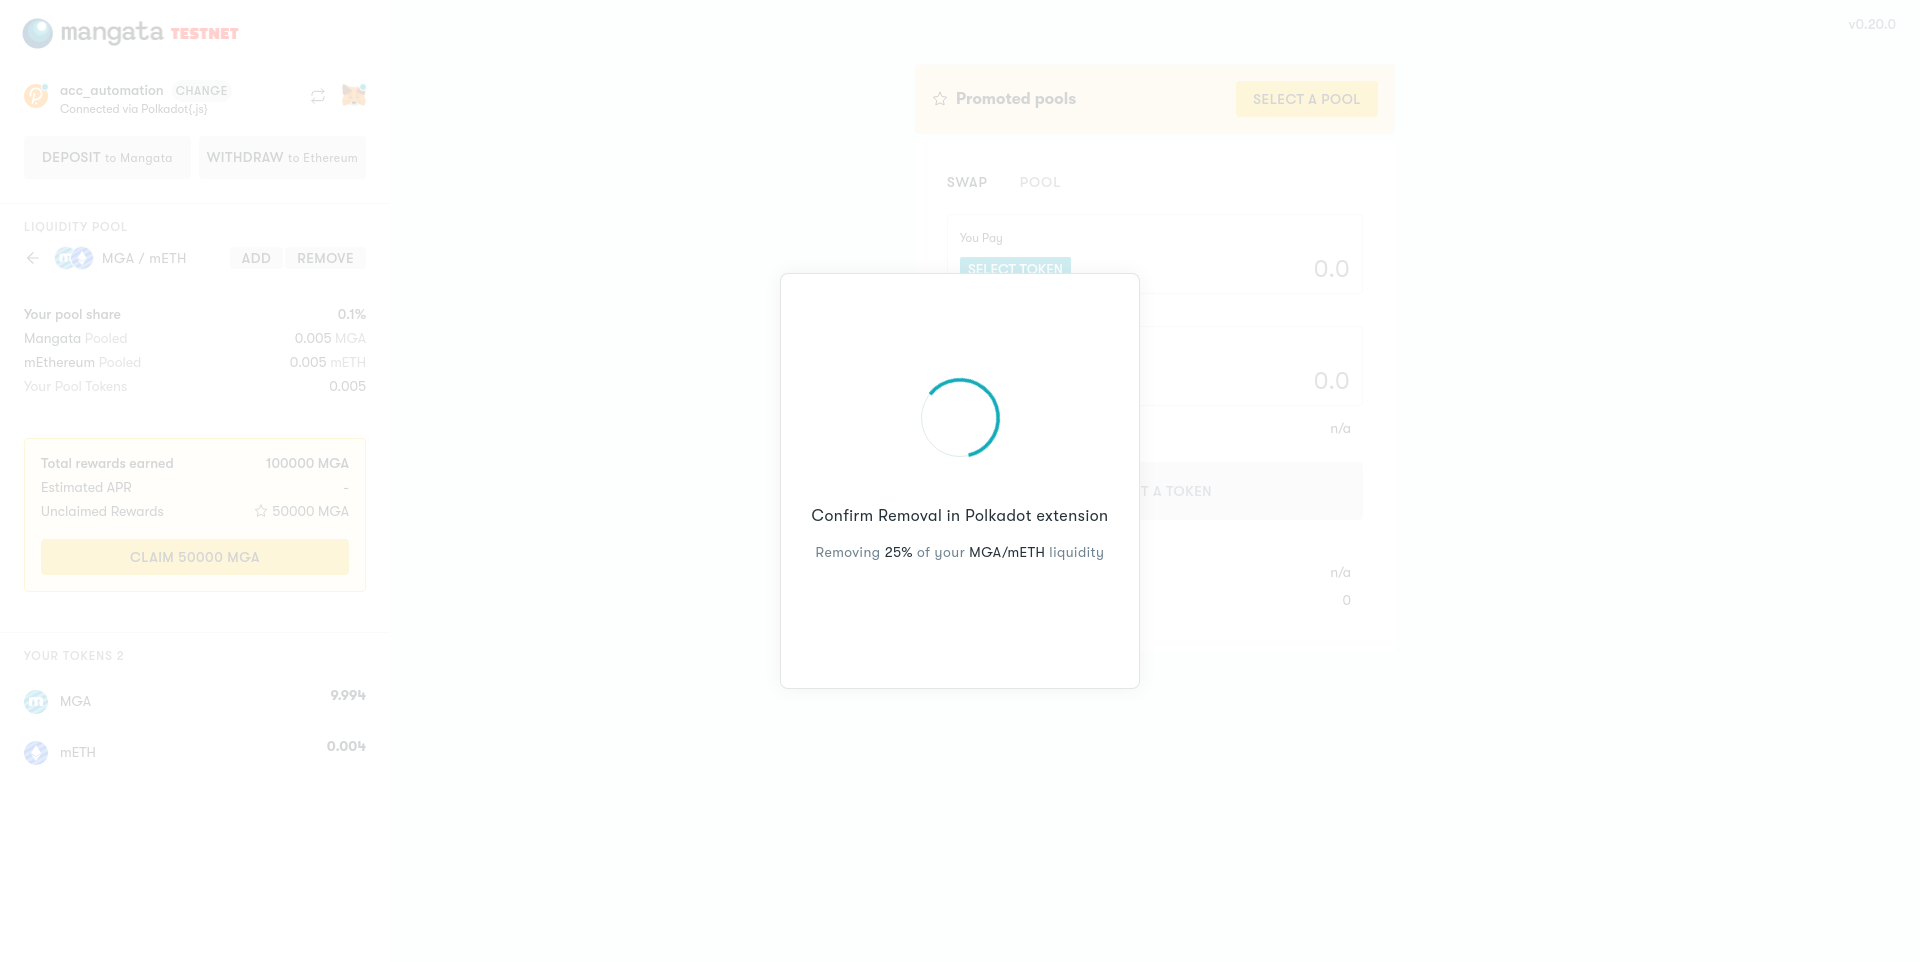 mangata TESTNET
v0.20.0
acc_automation CHANGE
Connected via Polkadot{.js}
DEPOSIT to Mangata
WITHDRAW to Ethereum
LIQUIDITY POOL
MGA / mETH
ADD
REMOVE
Your pool share 0.1%
Mangata Pooled 0.005 MGA
mEthereum Pooled 0.005 mETH
Your Pool Tokens 0.005
Total rewards earned 100000 MGA
Estimated APR -
Unclaimed Rewards 50000 MGA
CLAIM 50000 MGA
YOUR TOKENS 2
MGA 9.994
mETH 0.004
Promoted pools
SELECT A POOL
SWAP
POOL
You Pay
SELECT TOKEN
0.0
0.0
n/a
T A TOKEN
n/a
0
Confirm Removal in Polkadot extension
Removing 25% of your MGA/mETH liquidity